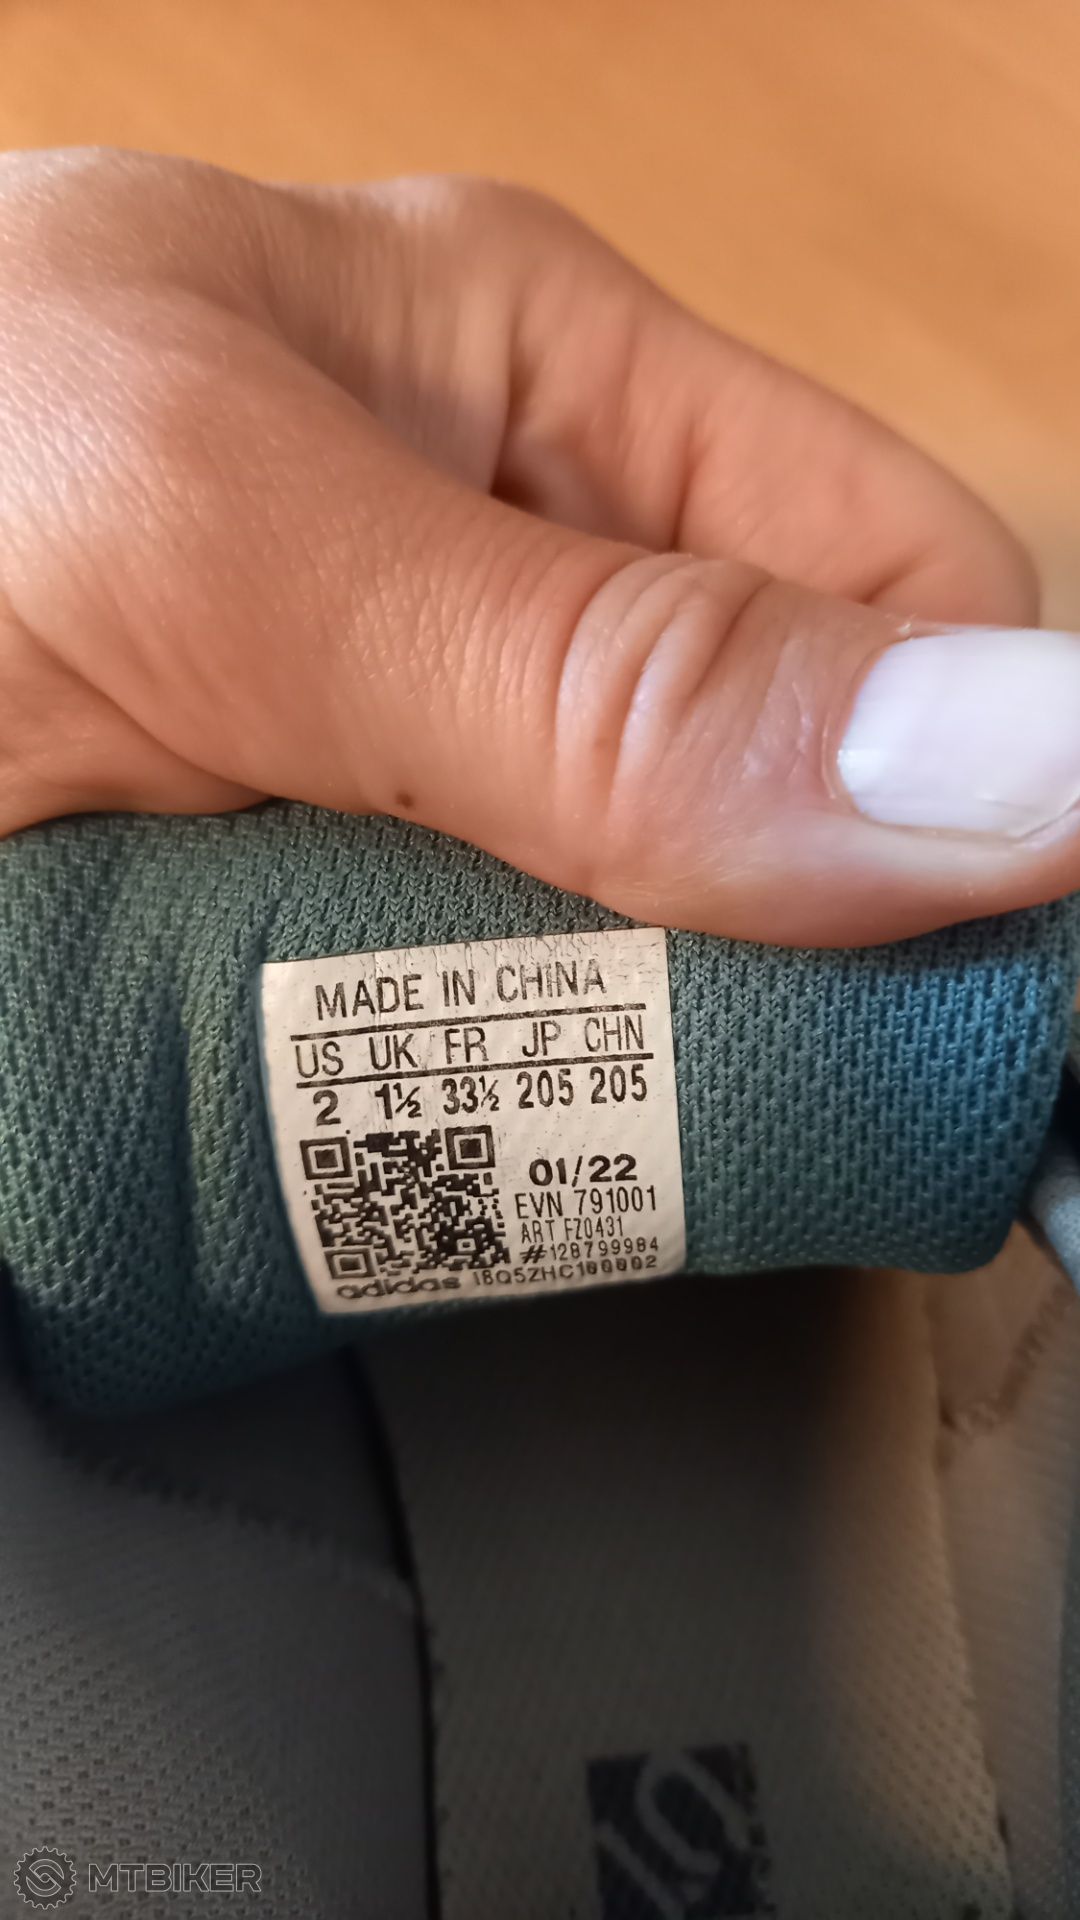 MADE IN CHINA
US UK FR JP CHN
2 1½ 33½ 205 205
01/22
EVN 791001
ART FZ0431
#128799984
adidas I8Q5ZHC100002
MTBIKER